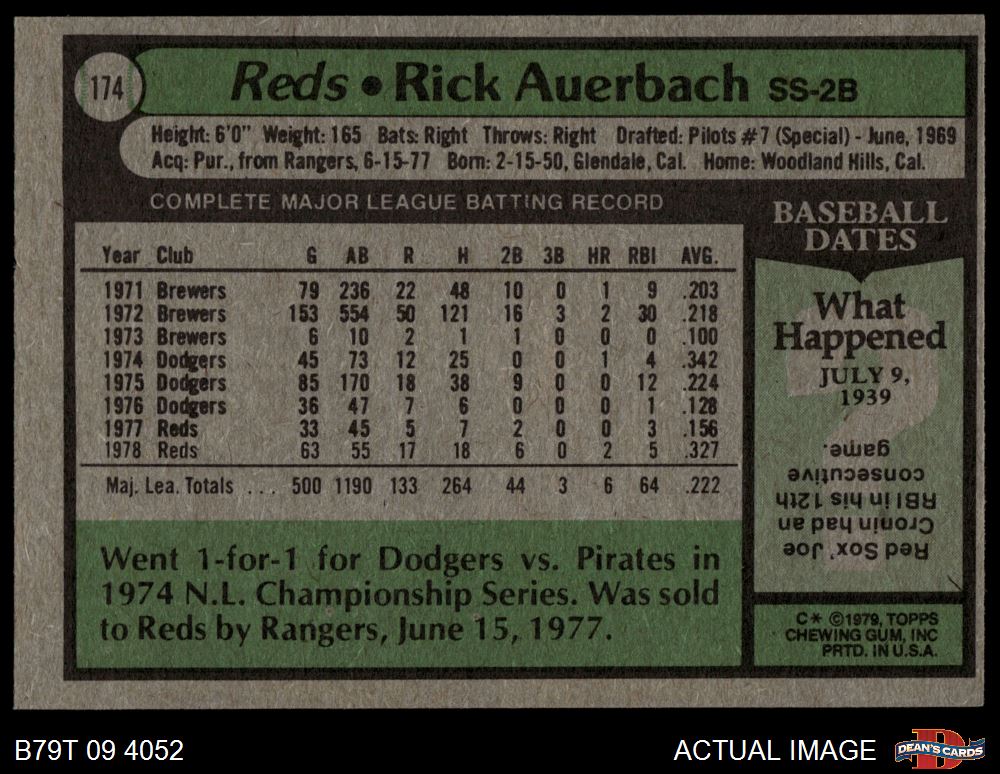 174
Reds • Rick Auerbach SS-2B
Height: 6'0" Weight: 165 Bats: Right Throws: Right Drafted: Pilots #7 (Special) - June, 1969
Acq: Pur., from Rangers, 6-15-77 Born: 2-15-50, Glendale, Cal. Home: Woodland Hills, Cal.
COMPLETE MAJOR LEAGUE BATTING RECORD
Year Club G AB R H 2B 3B HR RBI AVG.
1971 Brewers 79 236 22 48 10 0 1 9 .203
1972 Brewers 153 554 50 121 16 3 2 30 .218
1973 Brewers 6 10 2 1 1 0 0 0 .100
1974 Dodgers 45 73 12 25 0 0 1 4 .342
1975 Dodgers 85 170 18 38 9 0 0 12 .224
1976 Dodgers 36 47 7 6 0 0 0 1 .128
1977 Reds 33 45 5 7 2 0 0 3 .156
1978 Reds 63 55 17 18 6 0 2 5 .327
Maj. Lea. Totals ... 500 1190 133 264 44 3 6 64 .222
Went 1-for-1 for Dodgers vs. Pirates in
1974 N.L. Championship Series. Was sold
to Reds by Rangers, June 15, 1977.
BASEBALL
DATES
What
Happened
JULY 9,
1939
Red Sox' Joe
Cronin had an
RBI in his 12th
consecutive
game.
C* ©1979, TOPPS
CHEWING GUM, INC
PRTD. IN U.S.A.
B79T 09 4052
ACTUAL IMAGE
D
DEAN'S CARDS